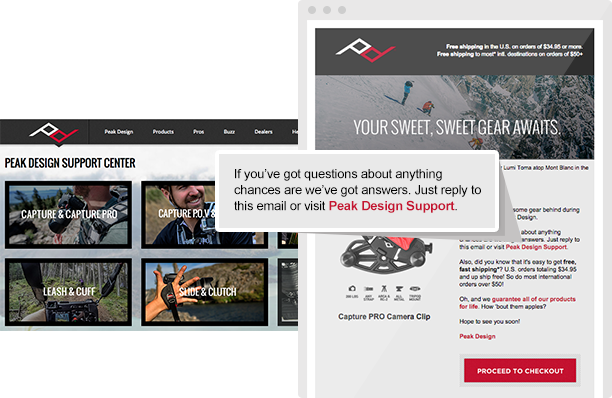 Peak Design Products Pros Buzz Dealers
PEAK DESIGN SUPPORT CENTER
CAPTURE & CAPTURE PRO
CAPTURE P.O.V &
LEASH & CUFF
SLIDE & CLUTCH
Free shipping in the U.S. on orders of $34.95 or more.
Free shipping to most* Intl. destinations on orders of $50+
YOUR SWEET, SWEET GEAR AWAITS.
Lumi Toma atop Mont Blanc in the
If you've got questions about anything
chances are we've got answers. Just reply to
this email or visit Peak Design Support.
some gear behind during
Design.
about anything
answers. Just reply to
this email or visit Peak Design Support.
Also, did you know that it's easy to get free,
fast shipping*? U.S. orders totaling $34.95
and up ship free! So do most international
orders over $50!
Oh, and we guarantee all of our products
for life. How 'bout them apples?
Hope to see you soon!
Peak Design
Capture PRO Camera Clip
PROCEED TO CHECKOUT